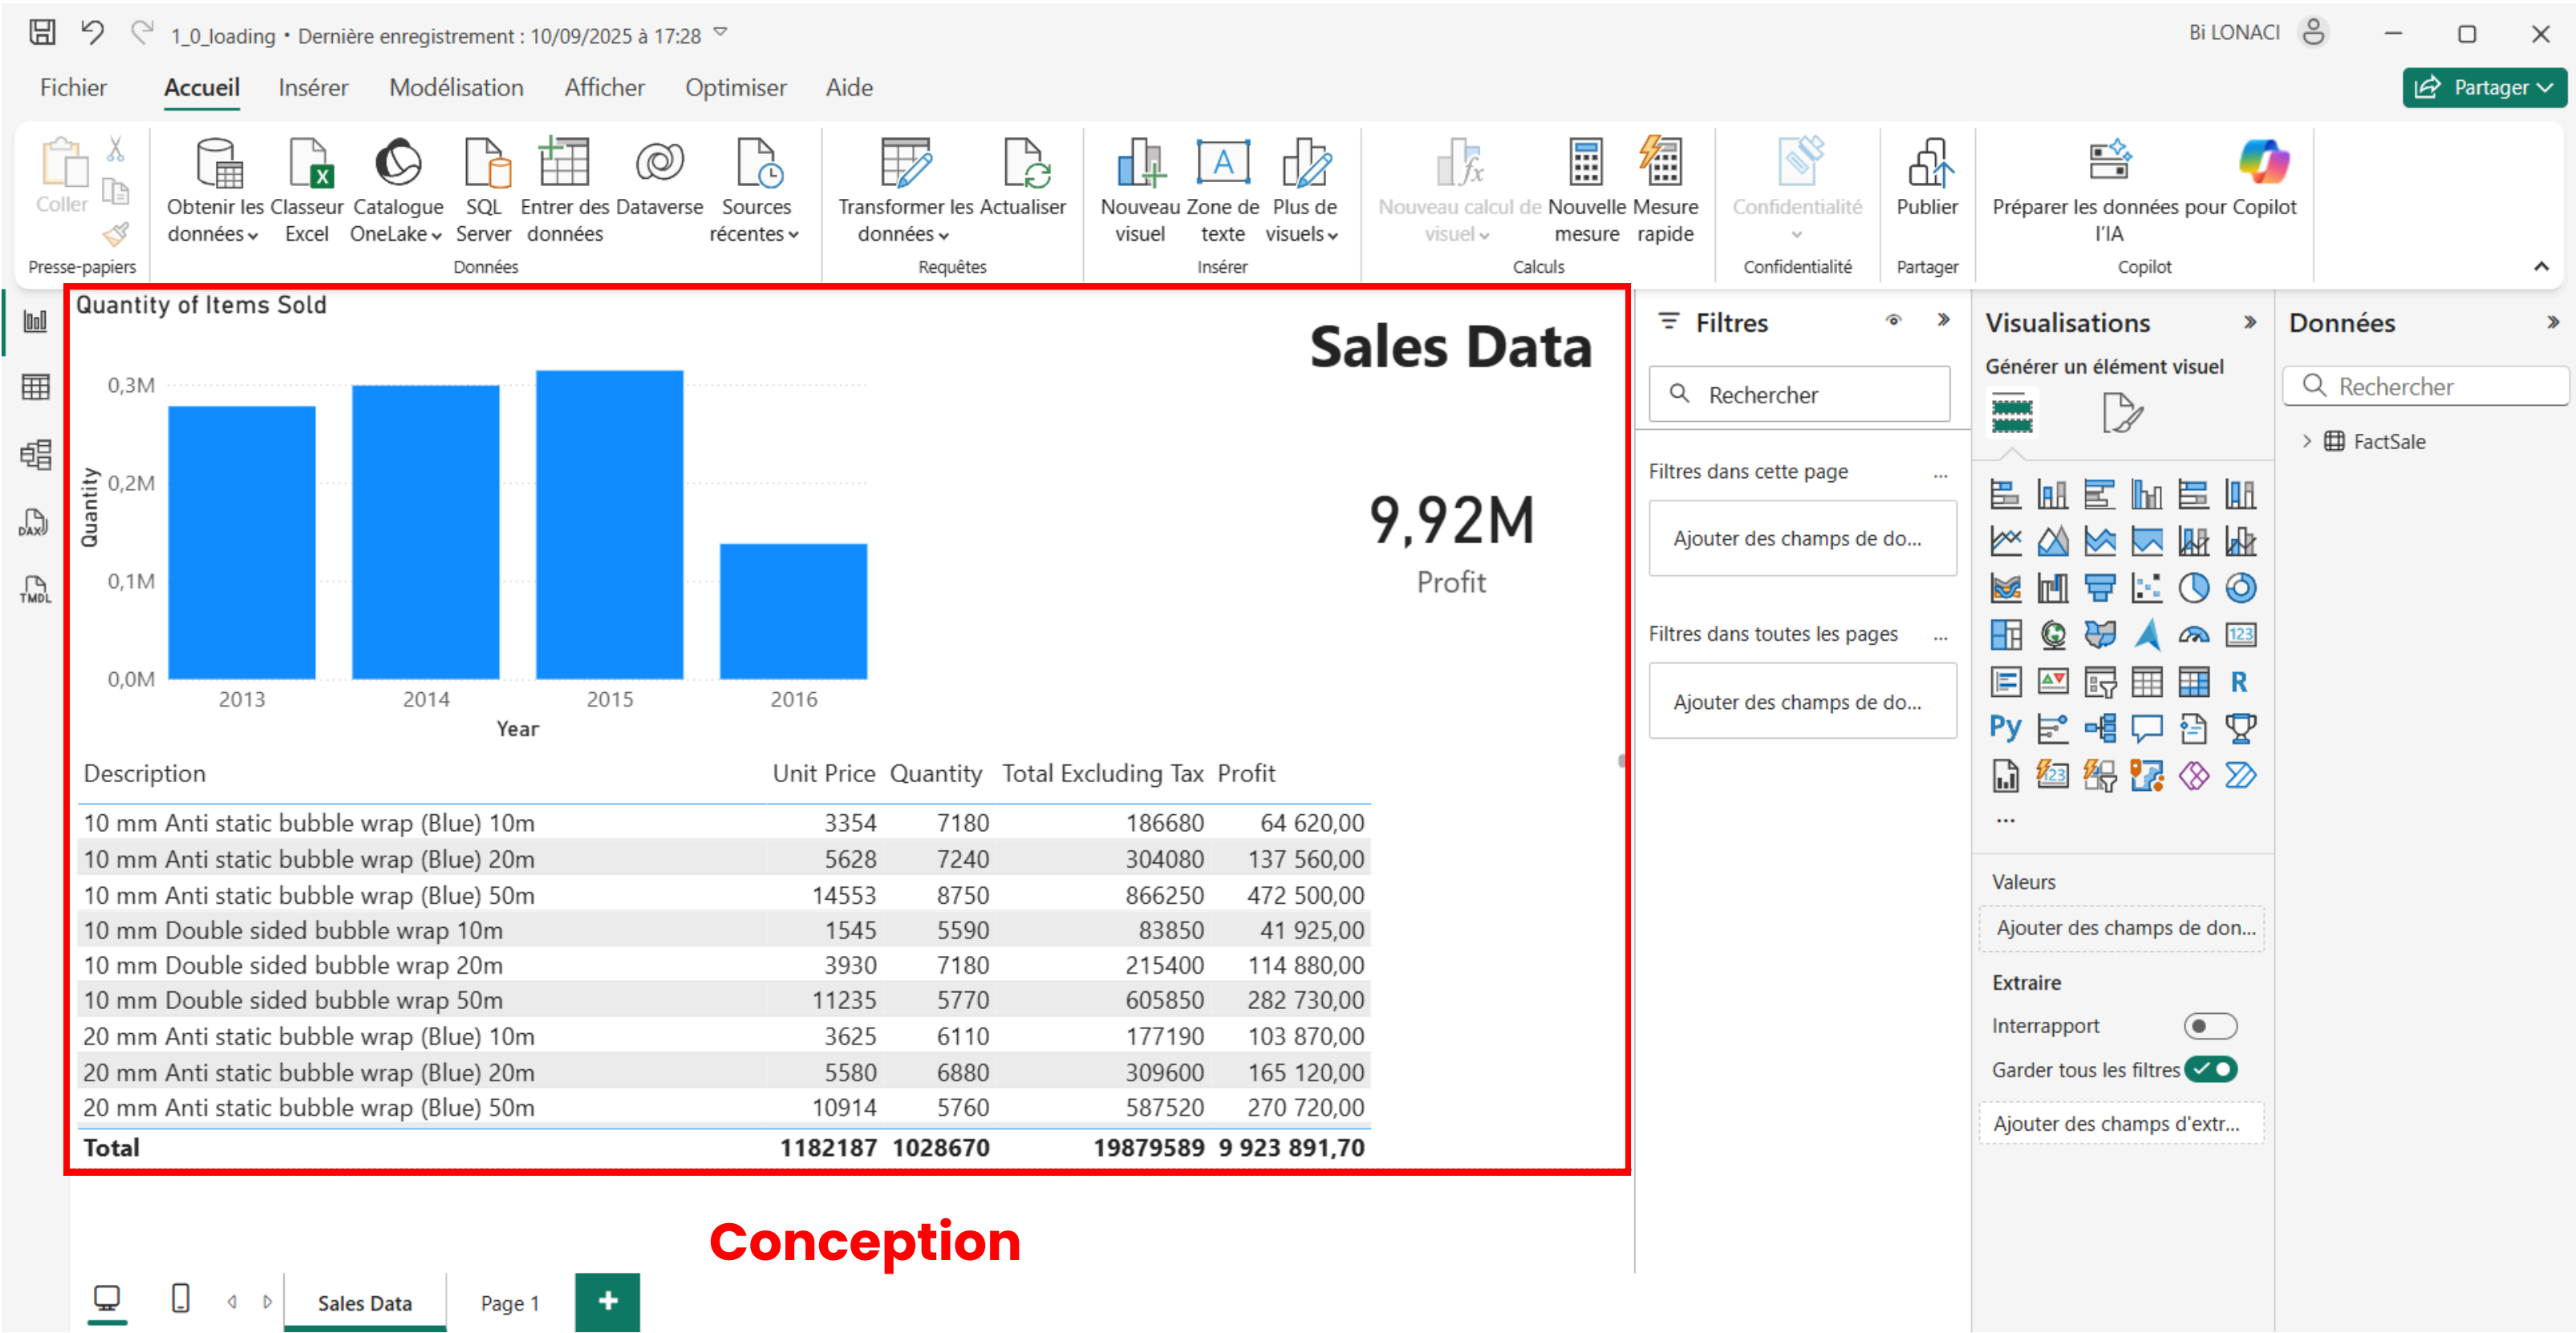 1_0_loading • Dernière enregistrement : 10/09/2025 à 17:28
Bi LONACI
Fichier Accueil Insérer Modélisation Afficher Optimiser Aide
Partager
Coller
Presse-papiers
Obtenir les données
Classeur Excel
Catalogue OneLake
SQL Server
Entrer des données
Dataverse
Sources récentes
Données
Transformer les données
Actualiser
Requêtes
Nouveau visuel
Zone de texte
Plus de visuels
Insérer
Nouveau calcul de visuel
Nouvelle mesure
Mesure rapide
Calculs
Confidentialité
Confidentialité
Publier
Partager
Préparer les données pour l'IA
Copilot
Copilot
DAX
TMDL
Quantity of Items Sold
Quantity
0,3M
0,2M
0,1M
0,0M
2013 2014 2015 2016
Year
Sales Data
9,92M
Profit
Description Unit Price Quantity Total Excluding Tax Profit
10 mm Anti static bubble wrap (Blue) 10m 3354 7180 186680 64 620,00
10 mm Anti static bubble wrap (Blue) 20m 5628 7240 304080 137 560,00
10 mm Anti static bubble wrap (Blue) 50m 14553 8750 866250 472 500,00
10 mm Double sided bubble wrap 10m 1545 5590 83850 41 925,00
10 mm Double sided bubble wrap 20m 3930 7180 215400 114 880,00
10 mm Double sided bubble wrap 50m 11235 5770 605850 282 730,00
20 mm Anti static bubble wrap (Blue) 10m 3625 6110 177190 103 870,00
20 mm Anti static bubble wrap (Blue) 20m 5580 6880 309600 165 120,00
20 mm Anti static bubble wrap (Blue) 50m 10914 5760 587520 270 720,00
Total 1182187 1028670 19879589 9 923 891,70
Conception
Sales Data
Page 1
Filtres
Rechercher
Filtres dans cette page ...
Ajouter des champs de do...
Filtres dans toutes les pages ...
Ajouter des champs de do...
Visualisations
Générer un élément visuel
123
R
Py
123
...
Valeurs
Ajouter des champs de don...
Extraire
Interrapport
Garder tous les filtres
Ajouter des champs d'extr...
Données
Rechercher
FactSale